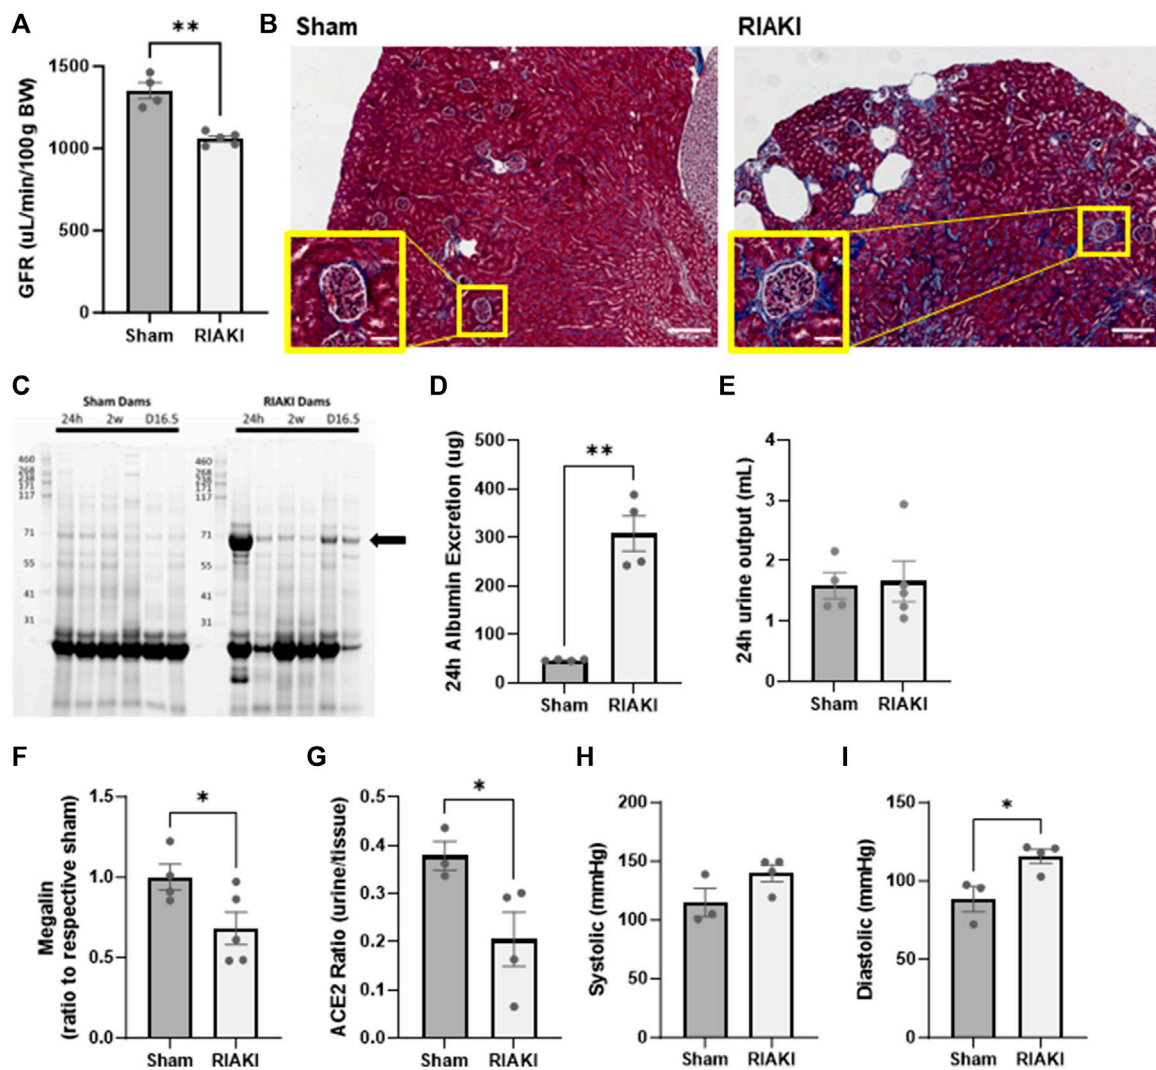 A
B
Sham
RIAKI
**
GFR (uL/min/100g BW)
1500
1000
500
0
Sham
RIAKI
C
Sham Dams
RIAKI Dams
24h 2w D16.5
24h 2w D16.5
460
268
238
171
117
71
55
41
31
460
268
238
171
117
71
55
41
31
D
**
24h Albumin Excretion (ug)
500
400
300
200
100
0
Sham
RIAKI
E
24h urine output (mL)
4
3
2
1
0
Sham
RIAKI
F
*
Megalin
(ratio to respective sham)
1.5
1.0
0.5
0.0
Sham
RIAKI
G
*
ACE2 Ratio (urine/tissue)
0.5
0.4
0.3
0.2
0.1
0.0
Sham
RIAKI
H
Systolic (mmHg)
200
150
100
50
0
Sham
RIAKI
I
*
Diastolic (mmHg)
150
100
50
0
Sham
RIAKI